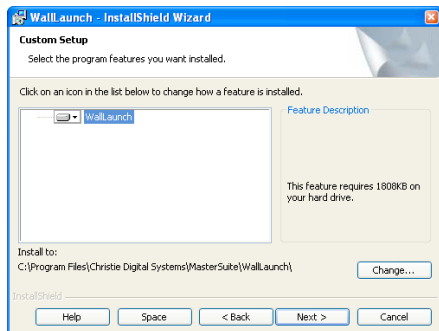 WallLaunch - InstallShield Wizard
Custom Setup
Select the program features you want installed.
Click on an icon in the list below to change how a feature is installed.
WallLaunch
Feature Description
This feature requires 1808KB on
your hard drive.
Install to:
C:\Program Files\Christie Digital Systems\MasterSuite\WallLaunch\
Change...
InstallShield
Help
Space
< Back
Next >
Cancel